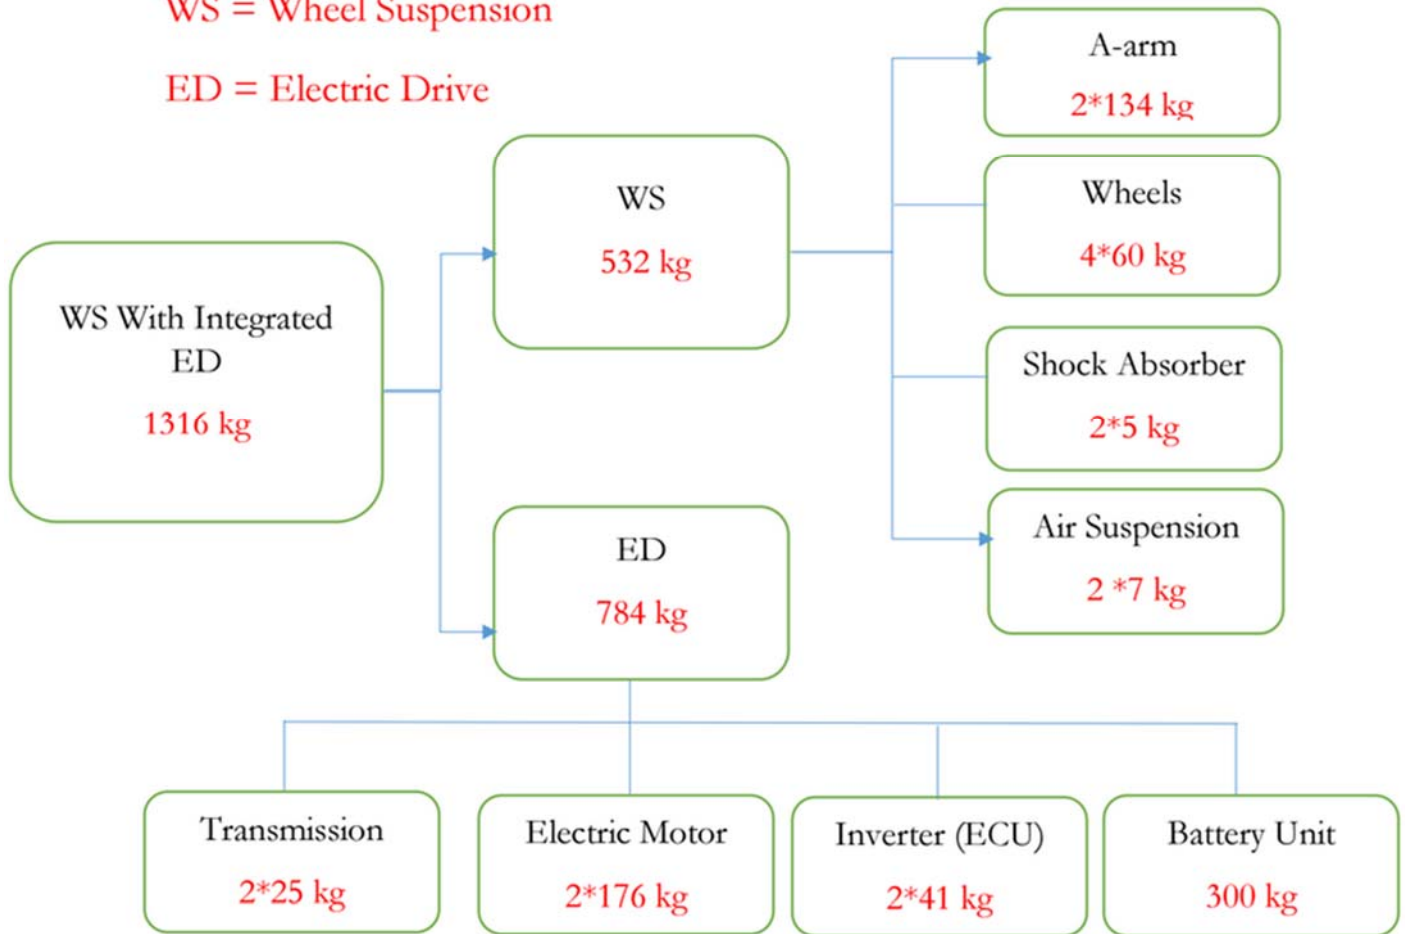 WS = Wheel Suspension
ED = Electric Drive
A-arm
2*134 kg
Wheels
4*60 kg
Shock Absorber
2*5 kg
Air Suspension
2 *7 kg
WS
532 kg
WS With Integrated
ED
1316 kg
ED
784 kg
Transmission
2*25 kg
Electric Motor
2*176 kg
Inverter (ECU)
2*41 kg
Battery Unit
300 kg